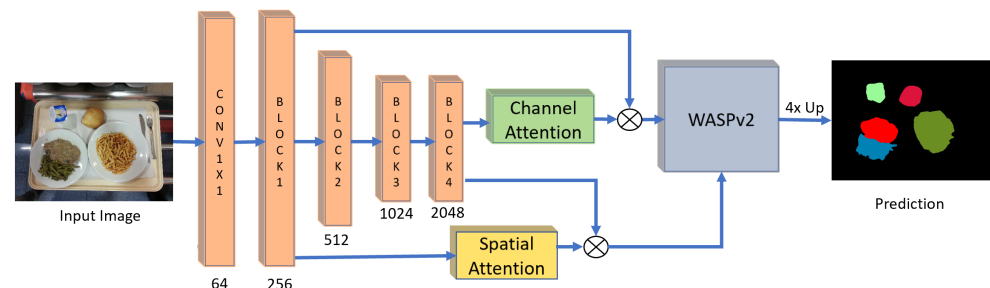 Input Image
CONV1X1
64
BLOCK1
256
BLOCK2
512
BLOCK3
1024
BLOCK4
2048
Channel
Attention
Spatial
Attention
WASPv2
4x Up
Prediction